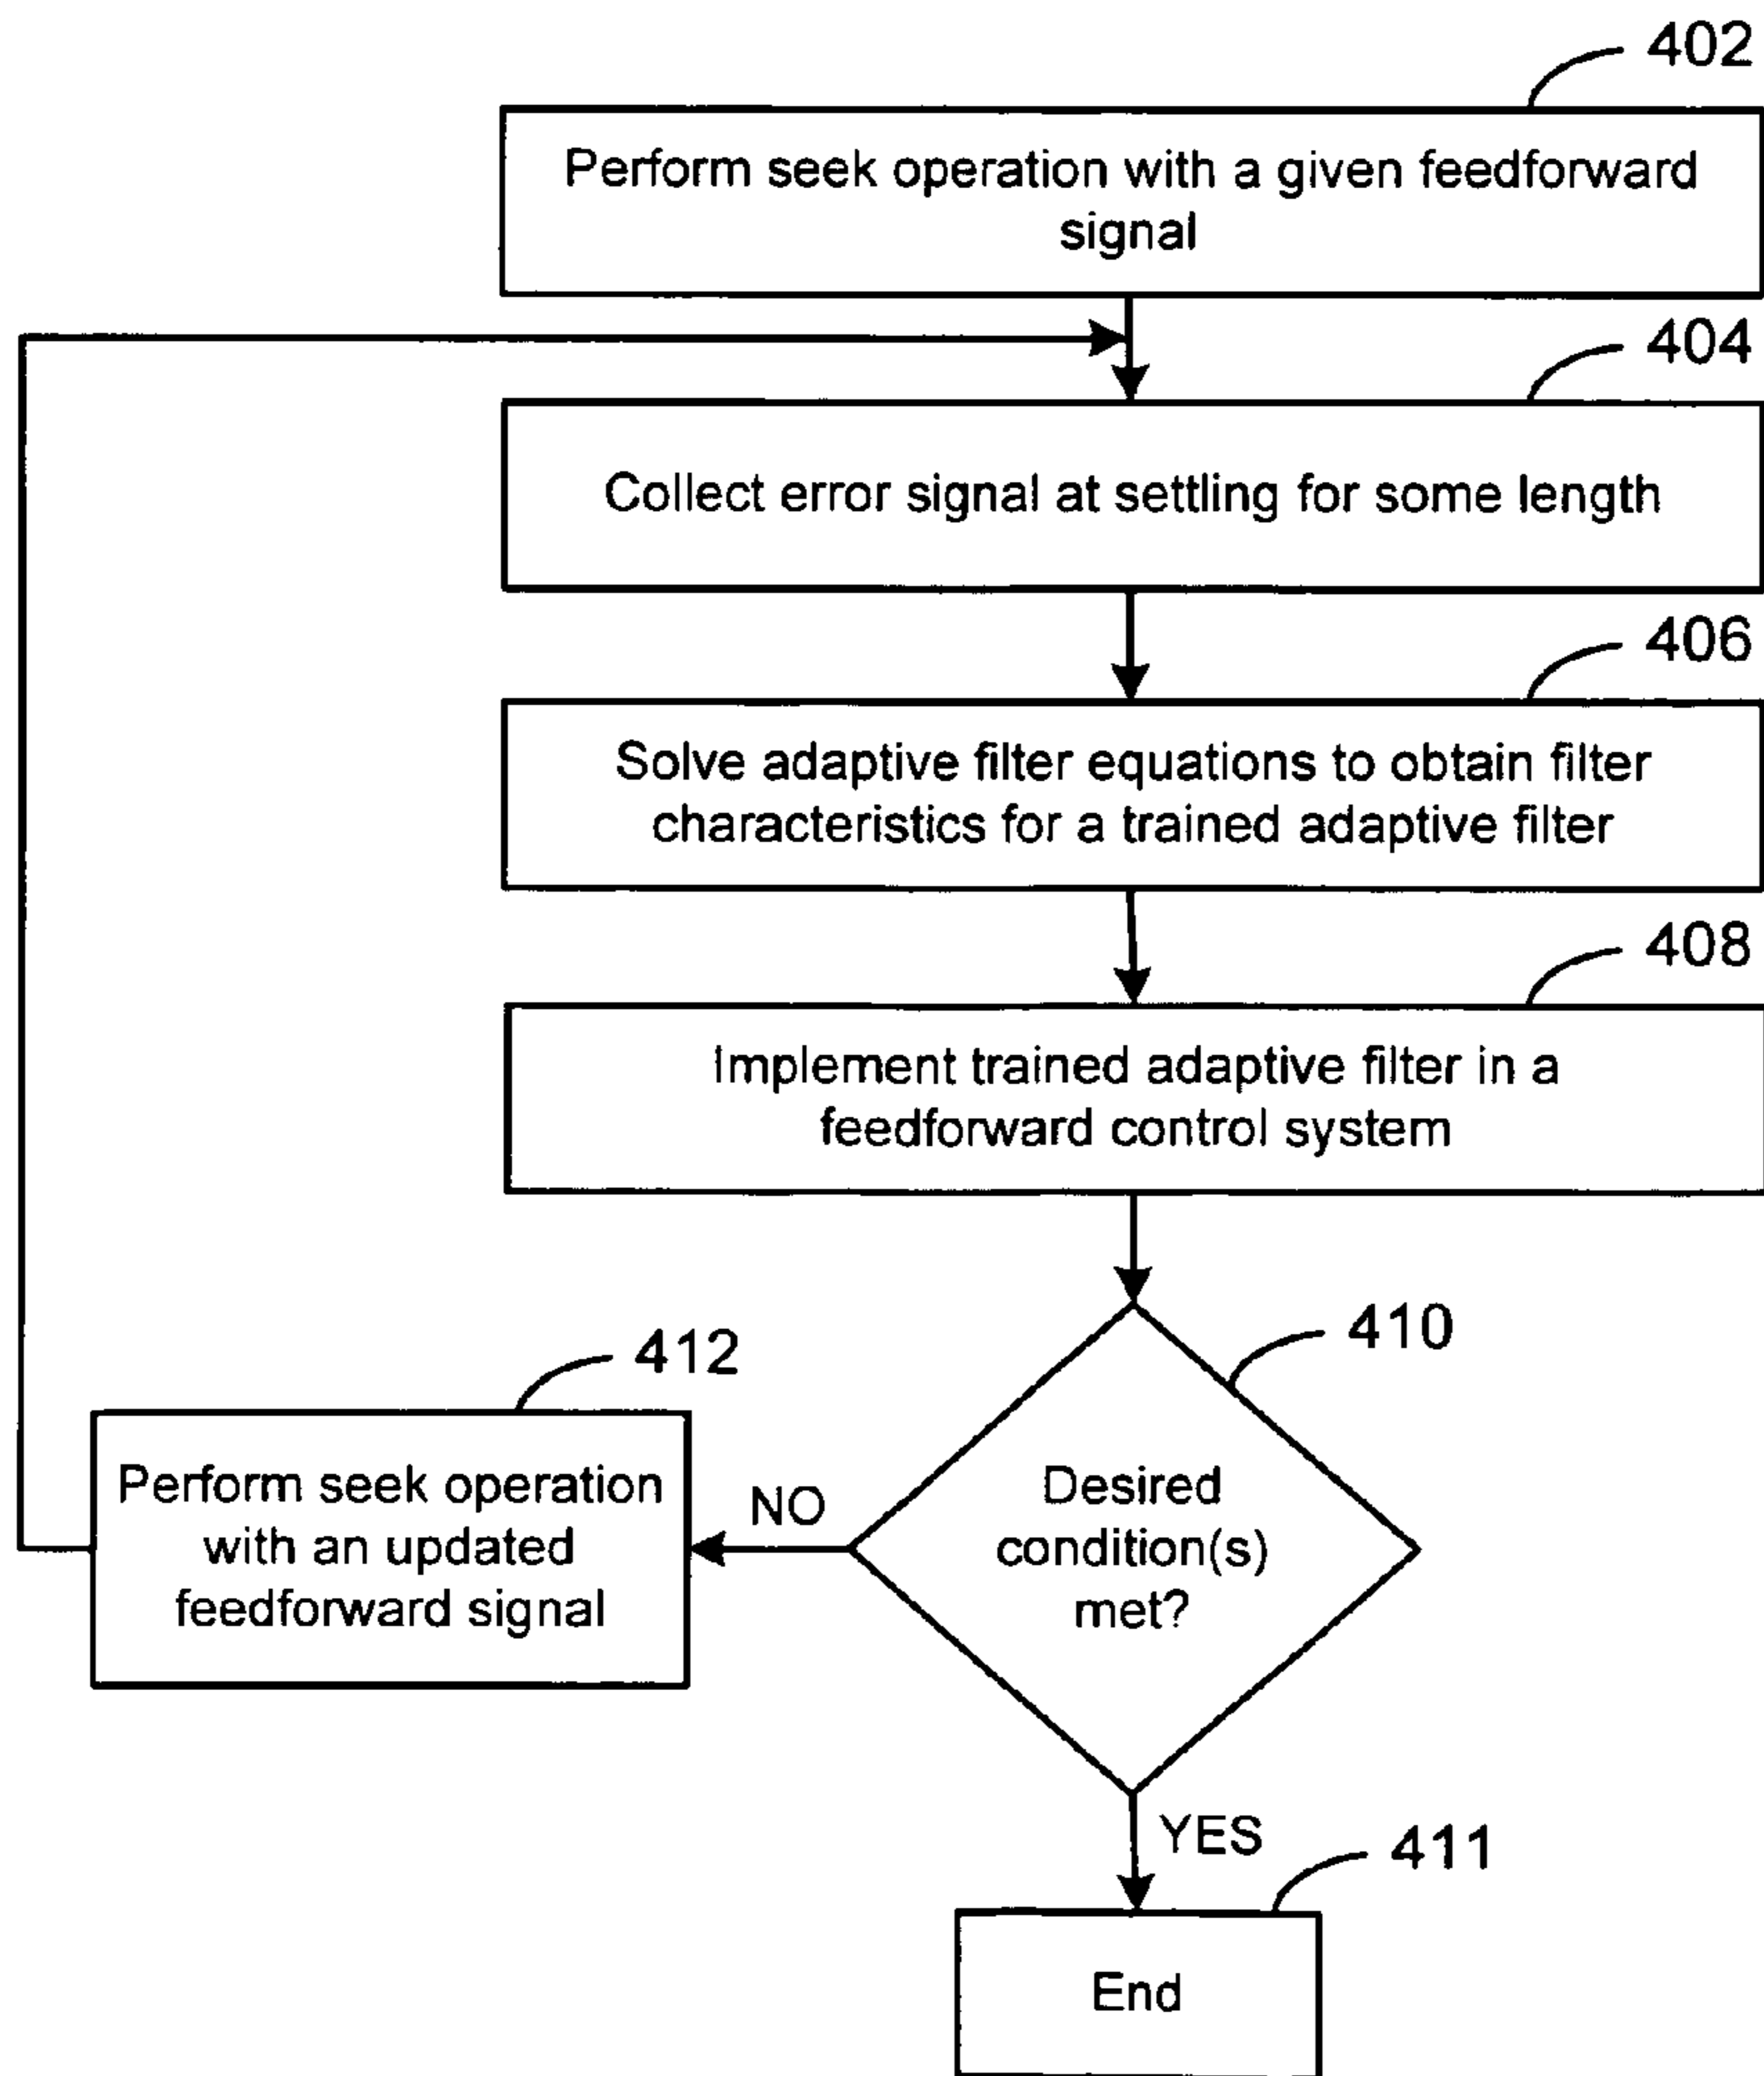 402
Perform seek operation with a given feedforward
signal
404
Collect error signal at settling for some length
406
Solve adaptive filter equations to obtain filter
characteristics for a trained adaptive filter
408
Implement trained adaptive filter in a
feedforward control system
410
Desired
condition(s)
met?
412
NO
Perform seek operation
with an updated
feedforward signal
YES
411
End